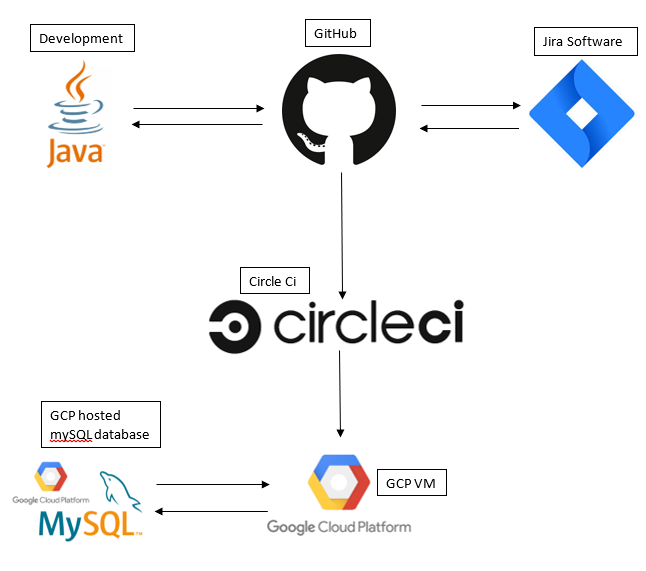 GitHub
Development
Jira Software
Java
Circle Ci
circleci
GCP hosted
mySQL database
Google Cloud Platform
MySQL™
GCP VM
Google Cloud Platform